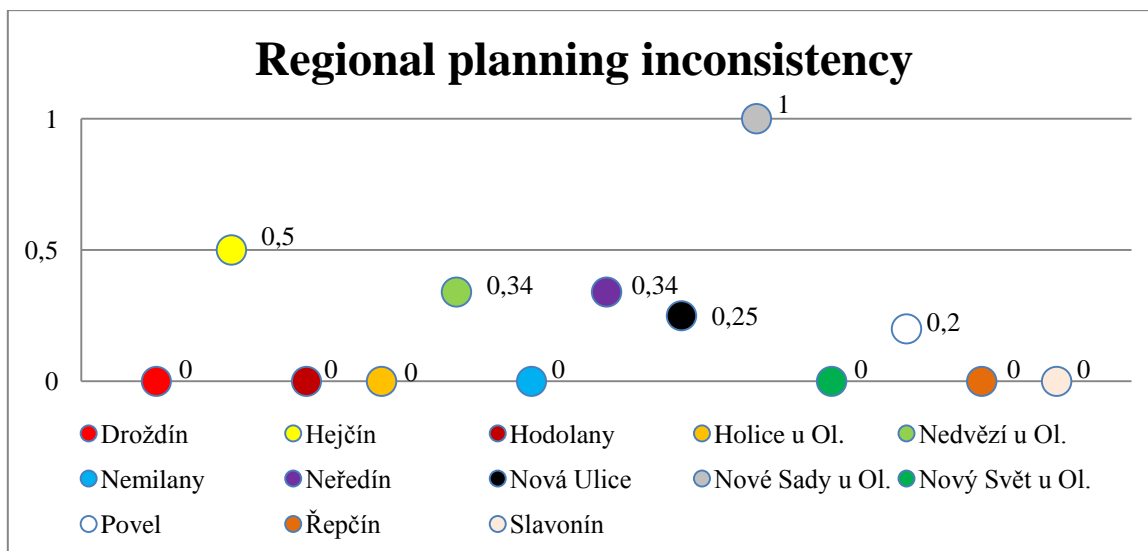 Regional planning inconsistency
1
1
0,5
0,5
0,34
0,34
0,25
0,2
0
0
0
0
0
0
0
0
Droždín
Hejčín
Hodolany
Holice u Ol.
Nedvězí u Ol.
Nemilany
Neředín
Nová Ulice
Nové Sady u Ol.
Nový Svět u Ol.
Povel
Řepčín
Slavonín